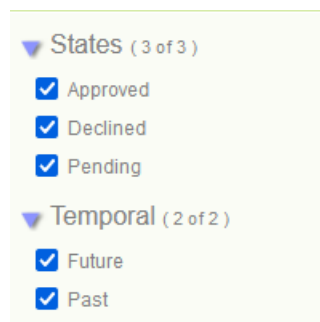 States ( 3 of 3 )
Approved
Declined
Pending
Temporal ( 2 of 2 )
Future
Past